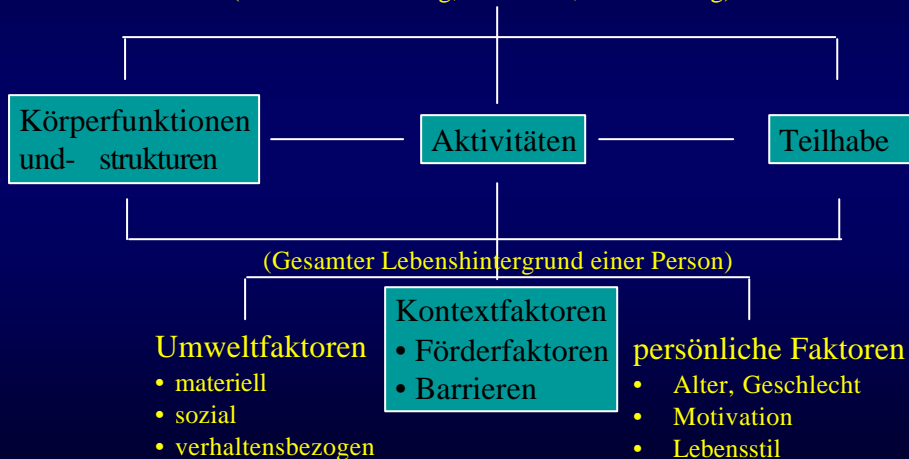 Körperfunktionen
und- strukturen
Aktivitäten
Teilhabe
(Gesamter Lebenshintergrund einer Person)
Umweltfaktoren
• materiell
• sozial
• verhaltensbezogen
Kontextfaktoren
• Förderfaktoren
• Barrieren
persönliche Faktoren
• Alter, Geschlecht
• Motivation
• Lebensstil